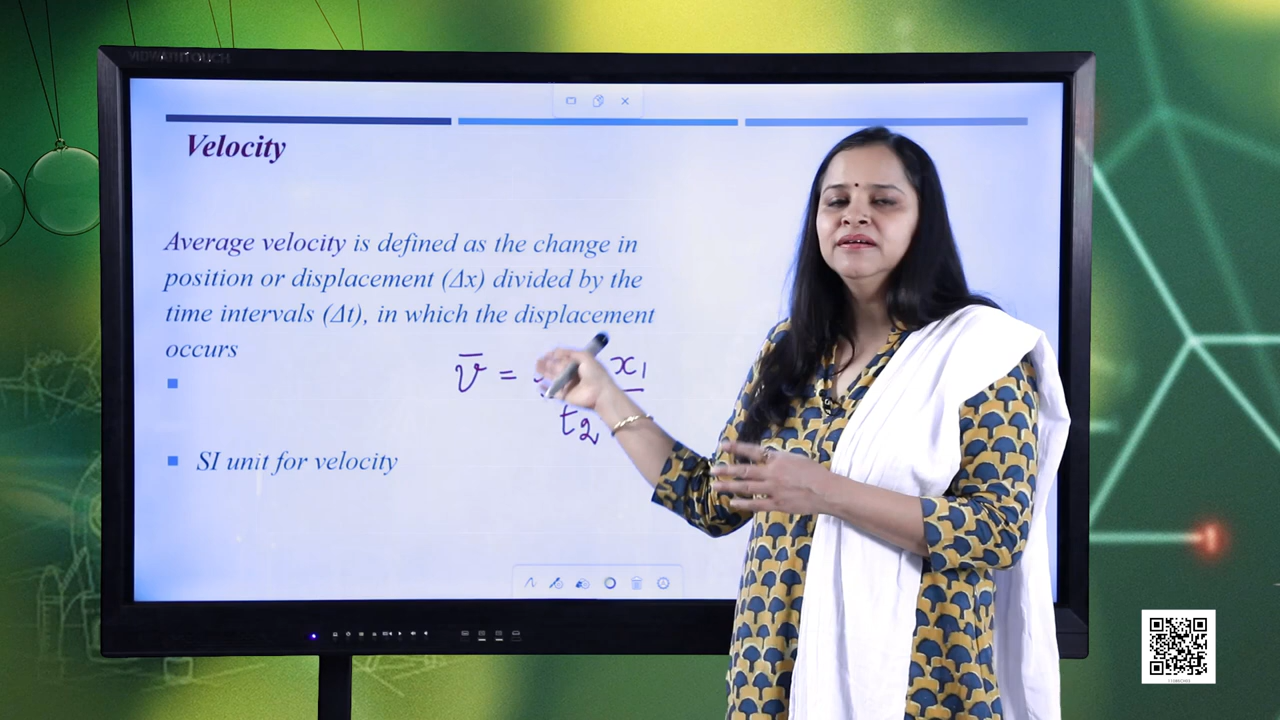 VIDWATHTOUCH
Velocity
Average velocity is defined as the change in
position or displacement (Δx) divided by the
time intervals (Δt), in which the displacement
occurs
v̅ = x₁
t₂
SI unit for velocity